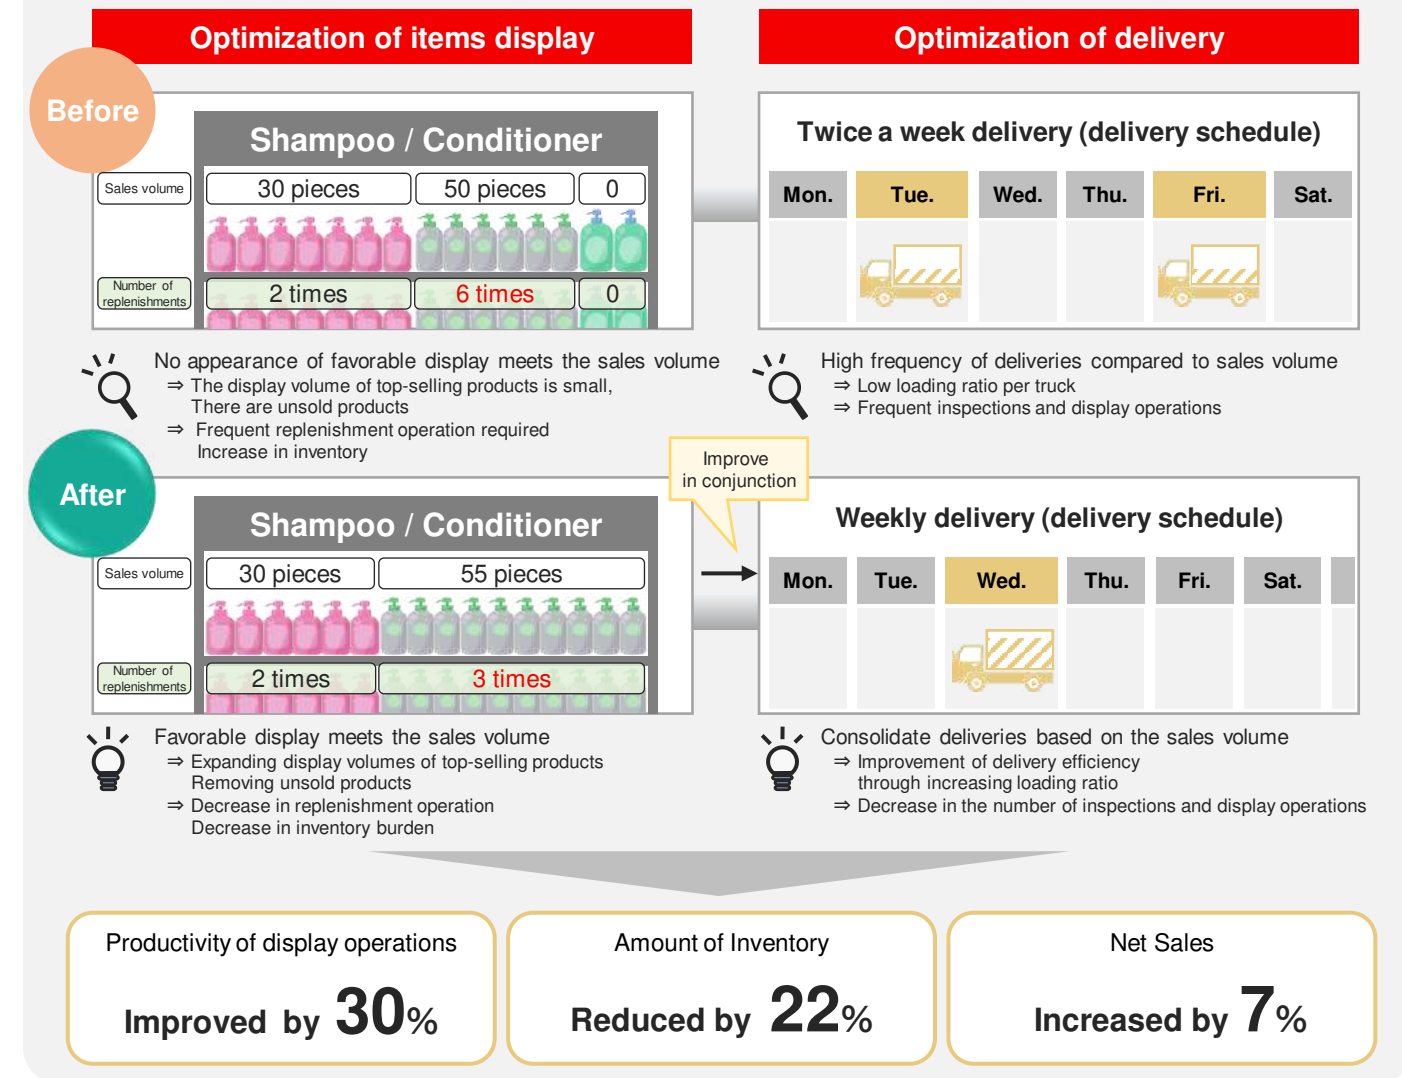 Optimization of items display
Optimization of delivery
Before
Shampoo / Conditioner
Sales volume
30 pieces
50 pieces
0
Number of
replenishments
2 times
6 times
0
Twice a week delivery (delivery schedule)
Mon.
Tue.
Wed.
Thu.
Fri.
Sat.
No appearance of favorable display meets the sales volume
⇒ The display volume of top-selling products is small,
There are unsold products
⇒ Frequent replenishment operation required
Increase in inventory
High frequency of deliveries compared to sales volume
⇒ Low loading ratio per truck
⇒ Frequent inspections and display operations
Improve
in conjunction
After
Shampoo / Conditioner
Sales volume
30 pieces
55 pieces
Number of
replenishments
2 times
3 times
Weekly delivery (delivery schedule)
Mon.
Tue.
Wed.
Thu.
Fri.
Sat.
Favorable display meets the sales volume
⇒ Expanding display volumes of top-selling products
Removing unsold products
⇒ Decrease in replenishment operation
Decrease in inventory burden
Consolidate deliveries based on the sales volume
⇒ Improvement of delivery efficiency
through increasing loading ratio
⇒ Decrease in the number of inspections and display operations
Productivity of display operations
Improved by 30%
Amount of Inventory
Reduced by 22%
Net Sales
Increased by 7%